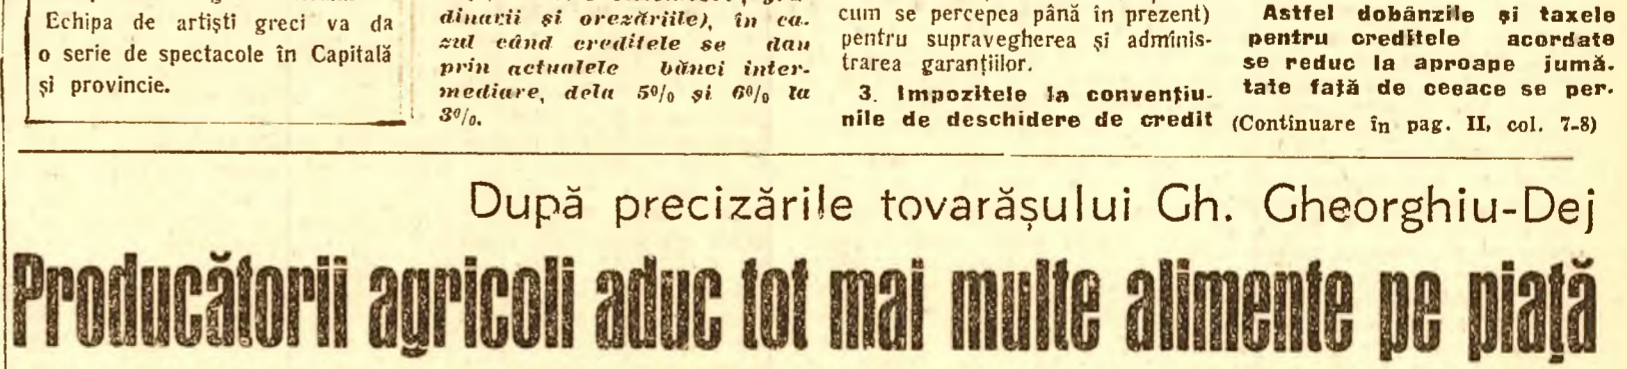 Echipa de artiști greci va da
o serie de spectacole în Capitală
și provincie.
dinarii și orezăriile), în ca-
zul când creditele se dau
prin actualele bănci inter-
mediare, dela 5% și 6% la
3%.
cum se percepea până în prezent)
pentru supravegherea și adminis-
trarea garanțiilor.
3. Impozitele la convențiu-
nile de deschidere de credit
Astfel dobânzile și taxele
pentru creditele acordate
se reduc la aproape jumă-
tate față de ceeace se per-
(Continuare în pag. II, col. 7-8)
După precizările tovarășului Gh. Gheorghiu-Dej
Producătorii agricoli aduc tot mai multe alimente pe piață